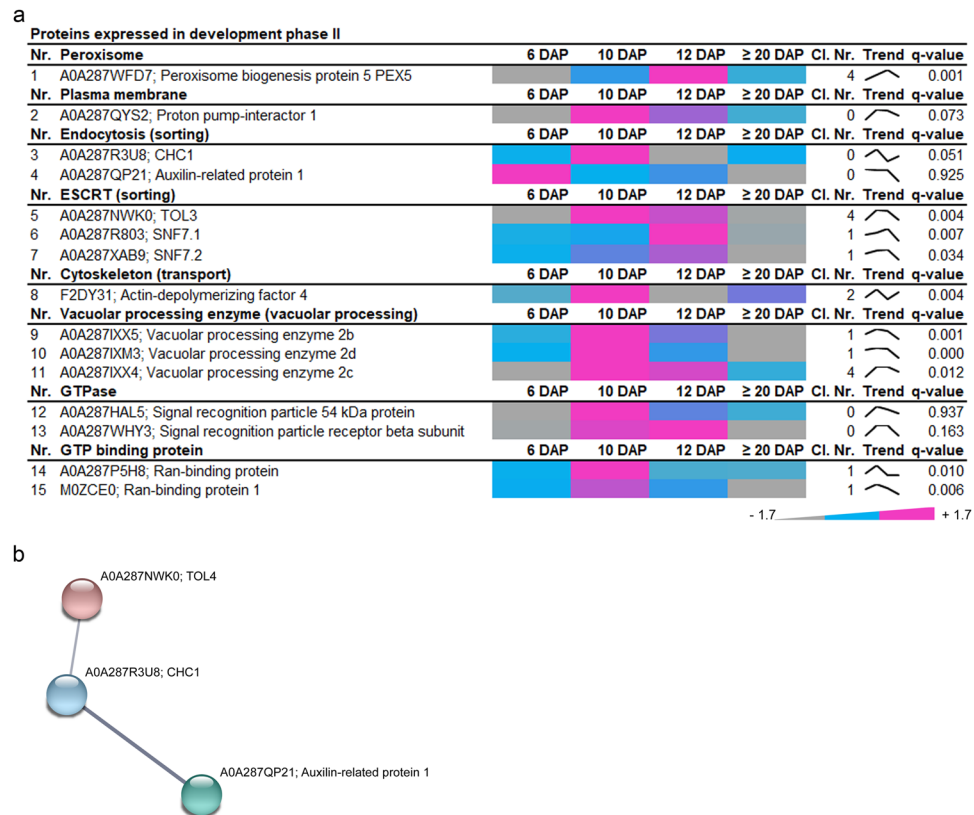 a
Proteins expressed in development phase II
Nr. Peroxisome 6 DAP 10 DAP 12 DAP ≥ 20 DAP Cl. Nr. Trend q-value
1 A0A287WFD7; Peroxisome biogenesis protein 5 PEX5 4 0.001
Nr. Plasma membrane 6 DAP 10 DAP 12 DAP ≥ 20 DAP Cl. Nr. Trend q-value
2 A0A287QYS2; Proton pump-interactor 1 0 0.073
Nr. Endocytosis (sorting) 6 DAP 10 DAP 12 DAP ≥ 20 DAP Cl. Nr. Trend q-value
3 A0A287R3U8; CHC1 0 0.051
4 A0A287QP21; Auxilin-related protein 1 0 0.925
Nr. ESCRT (sorting) 6 DAP 10 DAP 12 DAP ≥ 20 DAP Cl. Nr. Trend q-value
5 A0A287NWK0; TOL3 4 0.004
6 A0A287R803; SNF7.1 1 0.007
7 A0A287XAB9; SNF7.2 1 0.034
Nr. Cytoskeleton (transport) 6 DAP 10 DAP 12 DAP ≥ 20 DAP Cl. Nr. Trend q-value
8 F2DY31; Actin-depolymerizing factor 4 2 0.004
Nr. Vacuolar processing enzyme (vacuolar processing) 6 DAP 10 DAP 12 DAP ≥ 20 DAP Cl. Nr. Trend q-value
9 A0A287IXX5; Vacuolar processing enzyme 2b 1 0.001
10 A0A287IXM3; Vacuolar processing enzyme 2d 1 0.000
11 A0A287IXX4; Vacuolar processing enzyme 2c 4 0.012
Nr. GTPase 6 DAP 10 DAP 12 DAP ≥ 20 DAP Cl. Nr. Trend q-value
12 A0A287HAL5; Signal recognition particle 54 kDa protein 0 0.937
13 A0A287WHY3; Signal recognition particle receptor beta subunit 0 0.163
Nr. GTP binding protein 6 DAP 10 DAP 12 DAP ≥ 20 DAP Cl. Nr. Trend q-value
14 A0A287P5H8; Ran-binding protein 1 0.010
15 M0ZCE0; Ran-binding protein 1 1 0.006
- 1.7 + 1.7
b
A0A287NWK0; TOL4
A0A287R3U8; CHC1
A0A287QP21; Auxilin-related protein 1